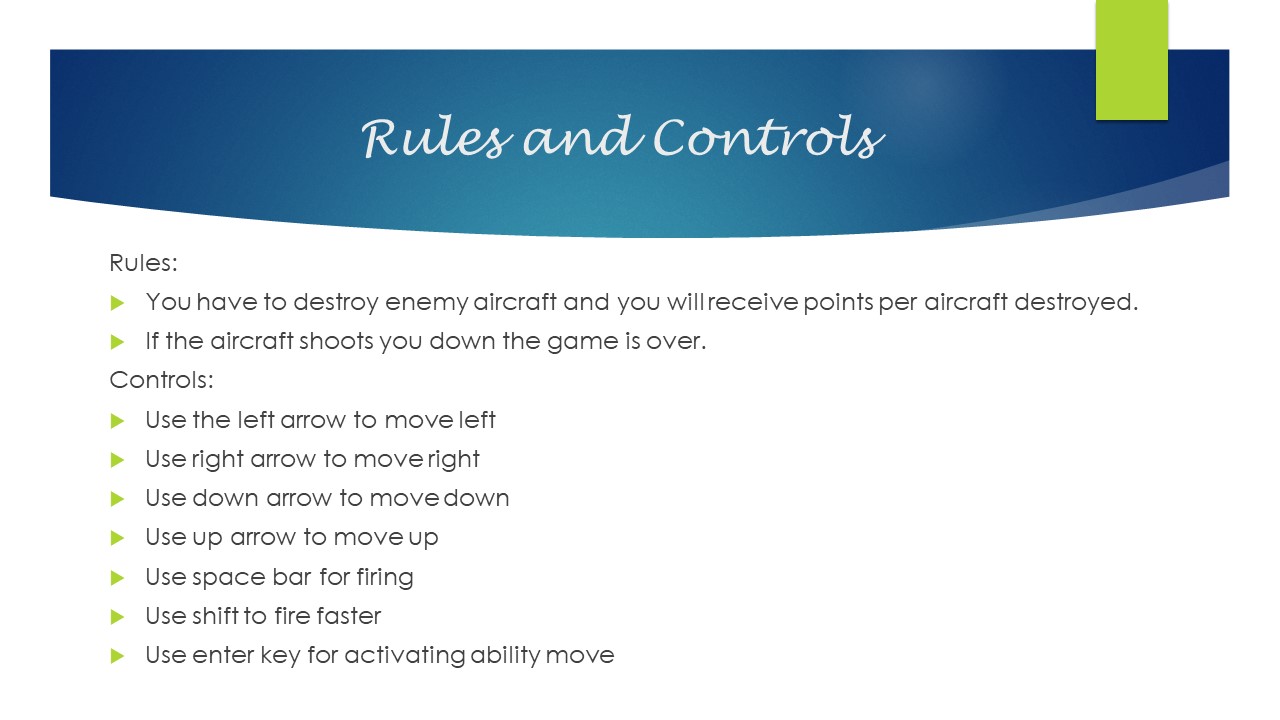 Rules and Controls
Rules:
You have to destroy enemy aircraft and you will receive points per aircraft destroyed.
If the aircraft shoots you down the game is over.
Controls:
Use the left arrow to move left
Use right arrow to move right
Use down arrow to move down
Use up arrow to move up
Use space bar for firing
Use shift to fire faster
Use enter key for activating ability move